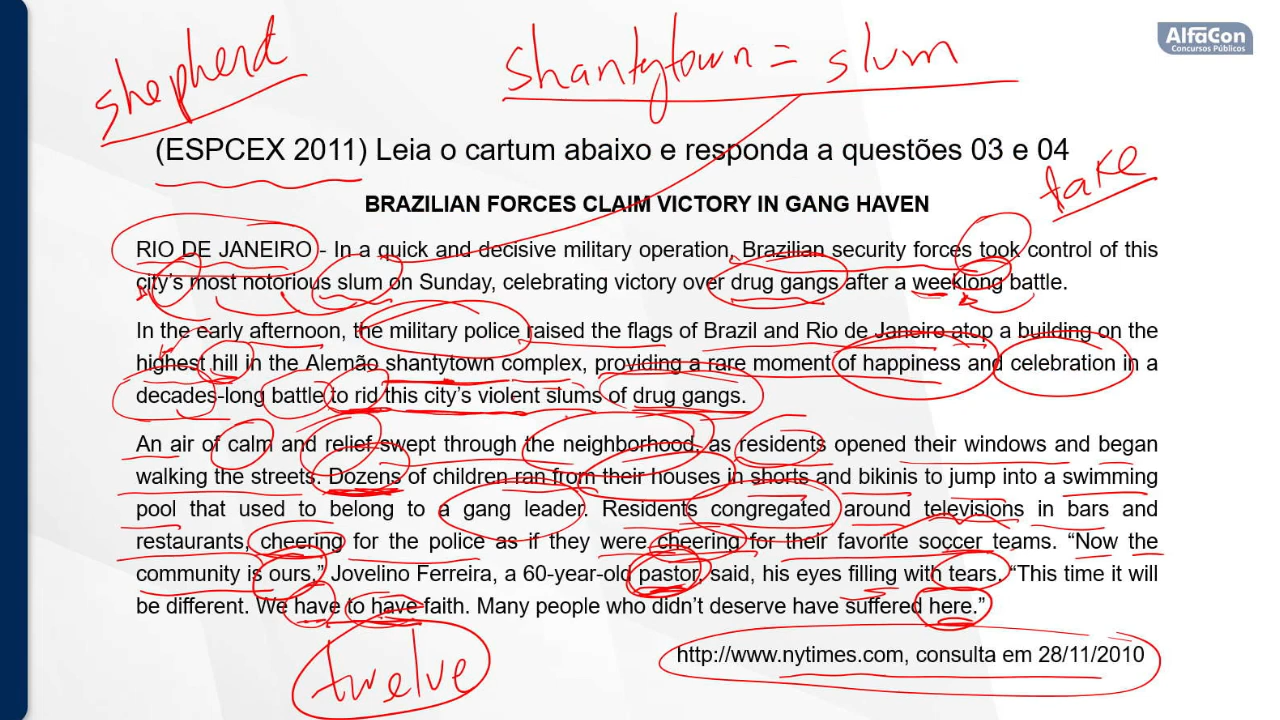 shepherd
shantytown = slum
AlfaCon
Concursos Públicos
(ESPCEX 2011) Leia o cartum abaixo e responda a questões 03 e 04
take
BRAZILIAN FORCES CLAIM VICTORY IN GANG HAVEN
RIO DE JANEIRO - In a quick and decisive military operation, Brazilian security forces took control of this
city's most notorious slum on Sunday, celebrating victory over drug gangs after a weeklong battle.
In the early afternoon, the military police raised the flags of Brazil and Rio de Janeiro atop a building on the
highest hill in the Alemão shantytown complex, providing a rare moment of happiness and celebration in a
decades-long battle to rid this city's violent slums of drug gangs.
An air of calm and relief swept through the neighborhood, as residents opened their windows and began
walking the streets. Dozens of children ran from their houses in shorts and bikinis to jump into a swimming
pool that used to belong to a gang leader. Residents congregated around televisions in bars and
restaurants, cheering for the police as if they were cheering for their favorite soccer teams. “Now the
community is ours,” Jovelino Ferreira, a 60-year-old pastor, said, his eyes filling with tears. “This time it will
be different. We have to have faith. Many people who didn't deserve have suffered here.”
twelve
http://www.nytimes.com, consulta em 28/11/2010